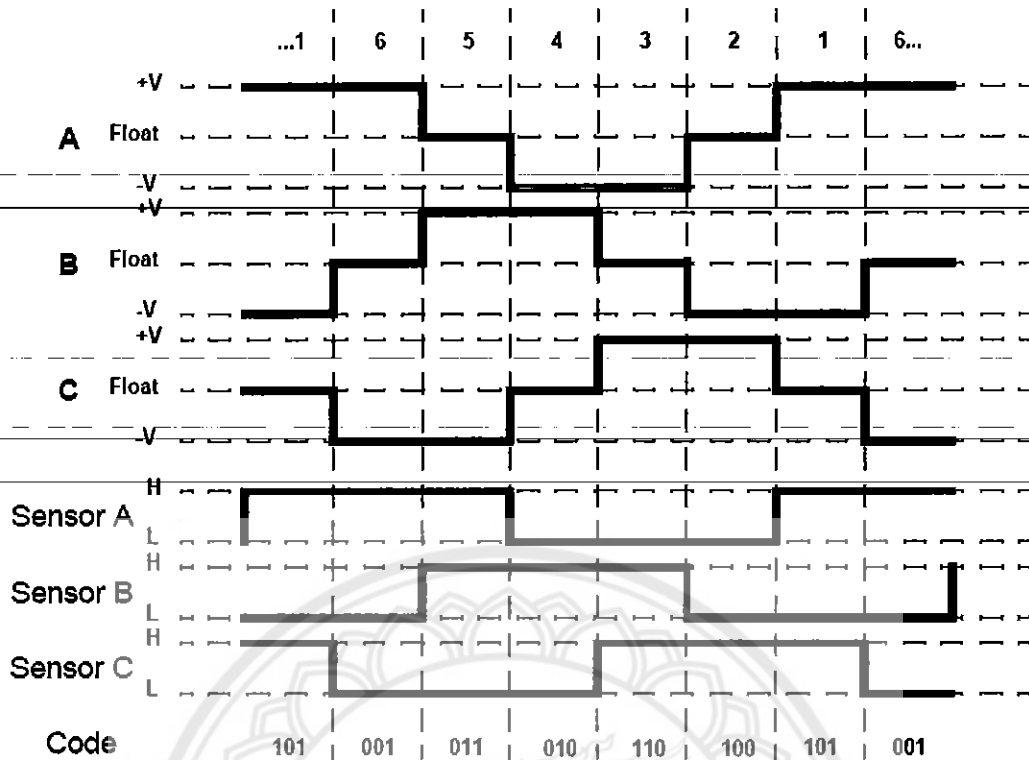 ...1 6 5 4 3 2 1 6...
+V
A Float
-V
+V
B Float
-V
+V
C Float
-V
H
Sensor A
L
H
Sensor B
L
H
Sensor C
L
Code 101 001 011 010 110 100 101 001